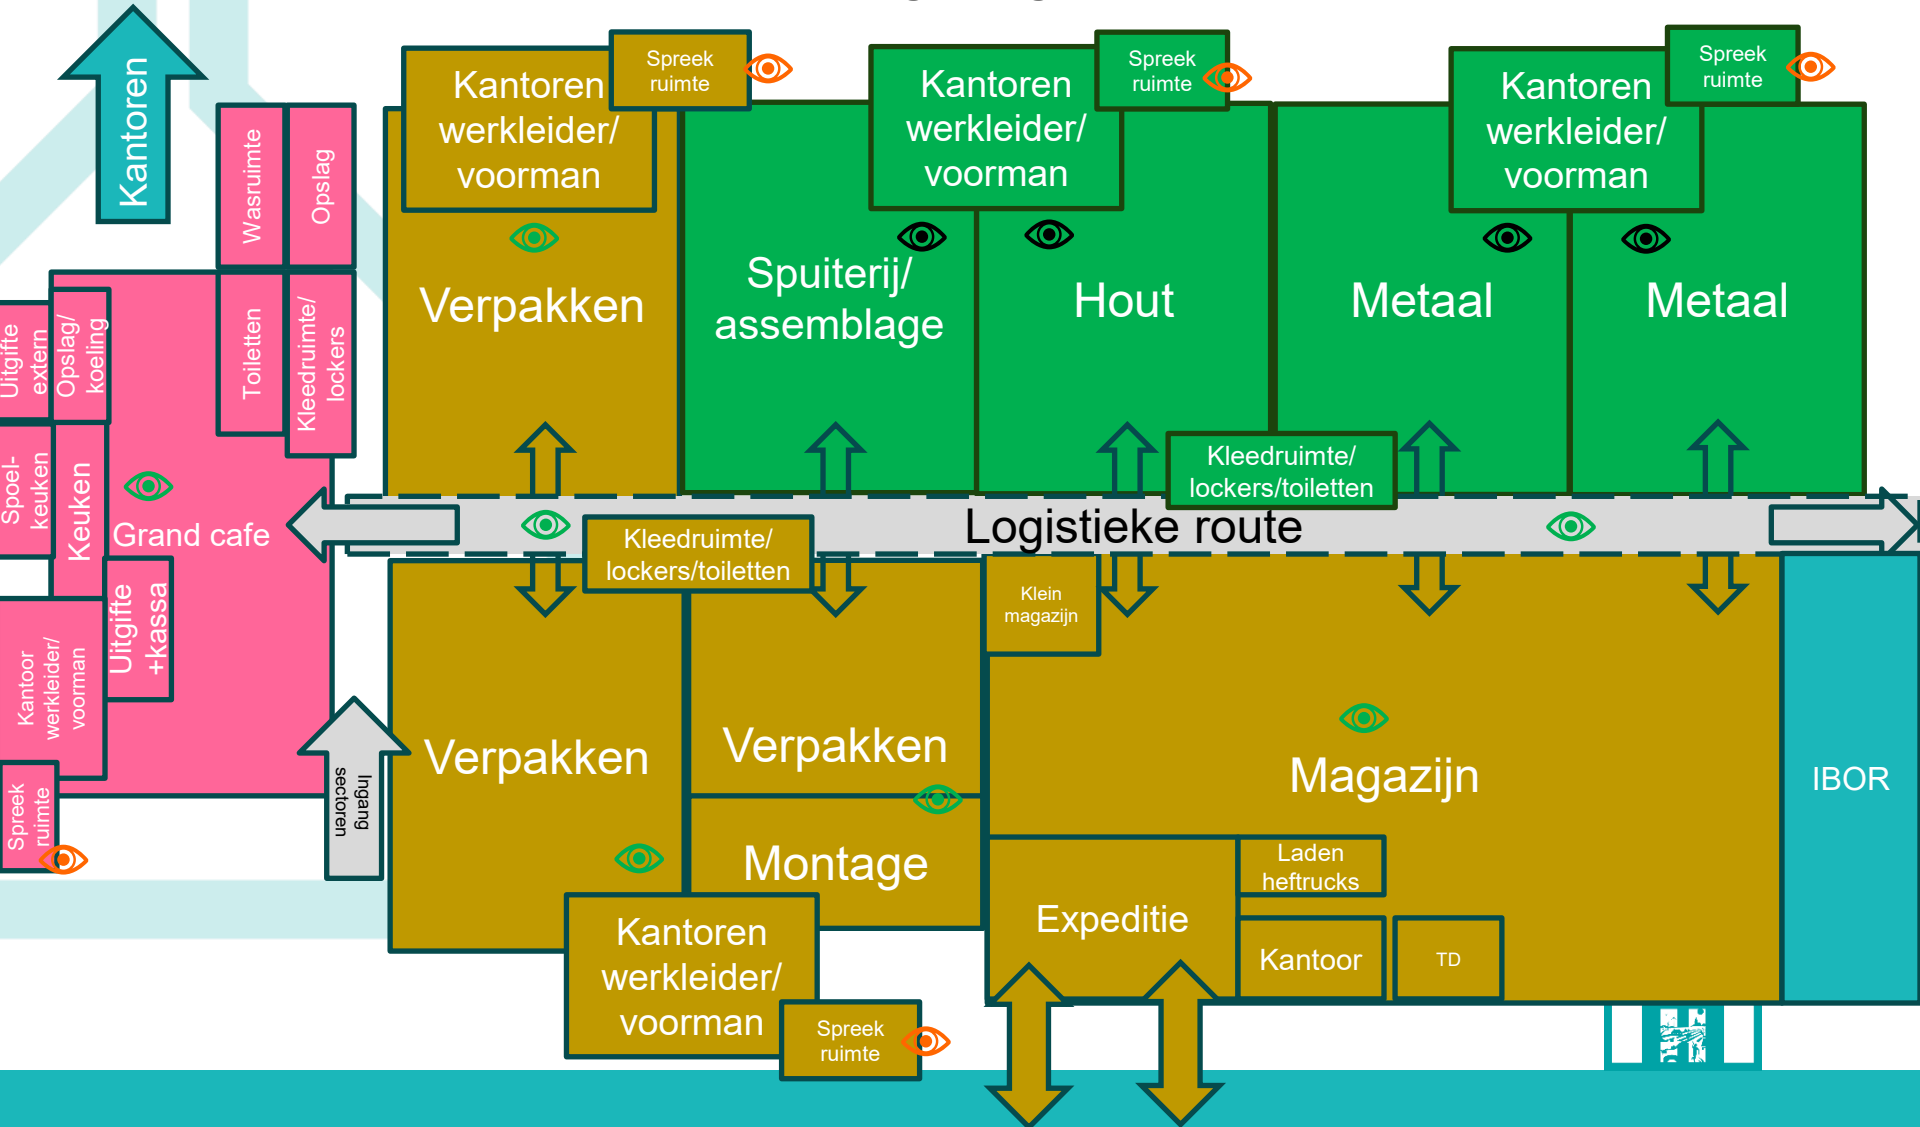 Kantoren
Wasruimte
Opslag
Toiletten
Kleedruimte/
lockers
Uitgifte
extern
Opslag/
koeling
Spoel-
keuken
Keuken
Grand cafe
Uitgifte
+kassa
Kantoor
werkleider/
voorman
Spreek
ruimte
Ingang
sectoren
Kantoren
werkleider/
voorman
Spreek
ruimte
Verpakken
Kantoren
werkleider/
voorman
Spreek
ruimte
Spuiterij/
assemblage
Hout
Kantoren
werkleider/
voorman
Spreek
ruimte
Metaal
Metaal
Kleedruimte/
lockers/toiletten
Logistieke route
Kleedruimte/
lockers/toiletten
Klein
magazijn
Verpakken
Verpakken
Montage
Magazijn
IBOR
Laden
heftrucks
Expeditie
Kantoor
TD
Kantoren
werkleider/
voorman
Spreek
ruimte